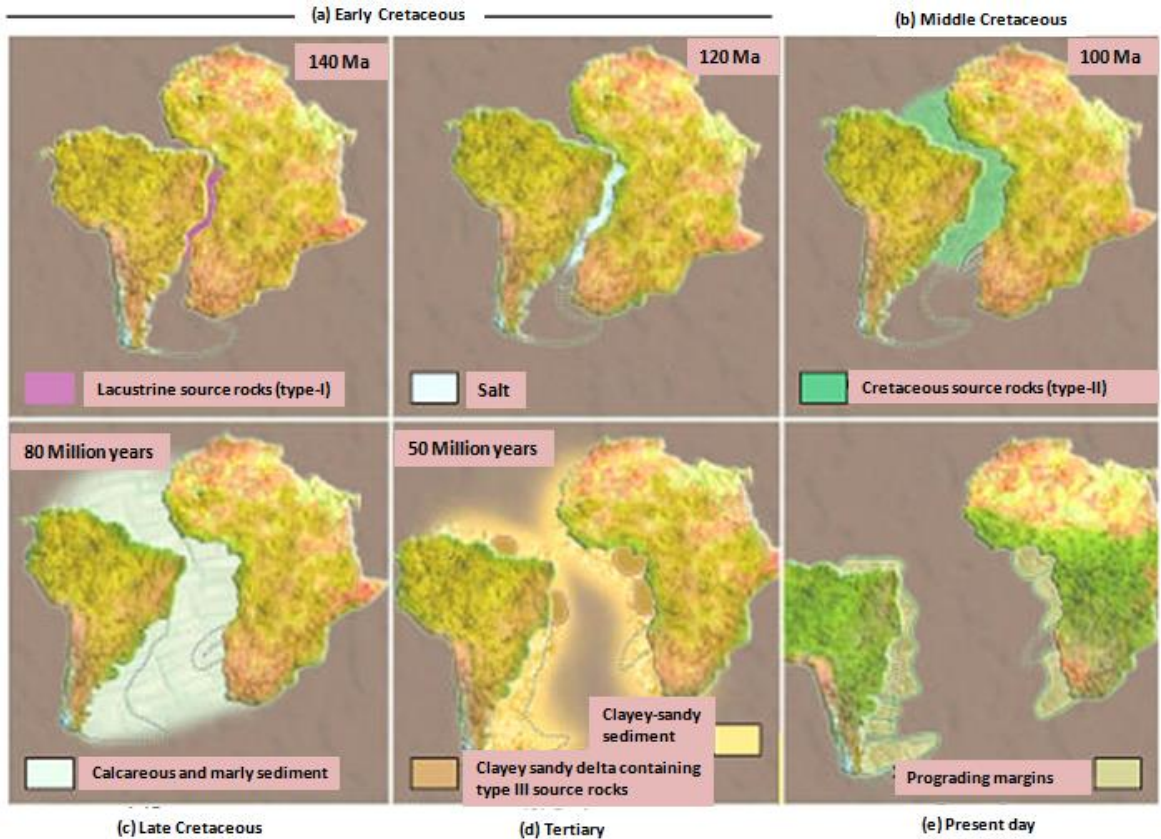 (a) Early Cretaceous
(b) Middle Cretaceous
140 Ma
120 Ma
100 Ma
Lacustrine source rocks (type-I)
Salt
Cretaceous source rocks (type-II)
80 Million years
50 Million years
Calcareous and marly sediment
Clayey-sandy
sediment
Clayey sandy delta containing
type III source rocks
Prograding margins
(c) Late Cretaceous
(d) Tertiary
(e) Present day